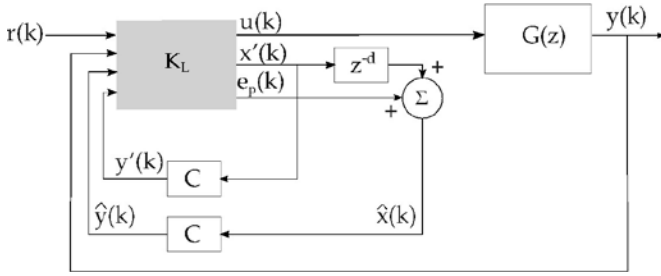 r(k)
u(k)
y(k)
K_L
x'(k)
z^-d
G(z)
e_p(k)
+
+
Σ
y'(k)
C
ŷ(k)
C
x̂(k)